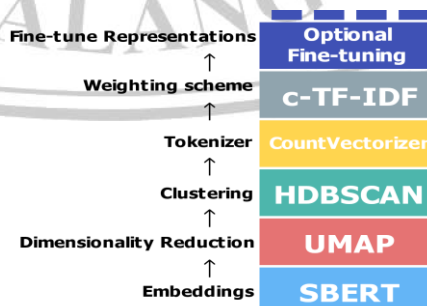 ALANG
Fine-tune Representations
Optional
Fine-tuning
↑
Weighting scheme
c-TF-IDF
↑
Tokenizer
CountVectorizer
↑
Clustering
HDBSCAN
↑
Dimensionality Reduction
UMAP
↑
Embeddings
SBERT